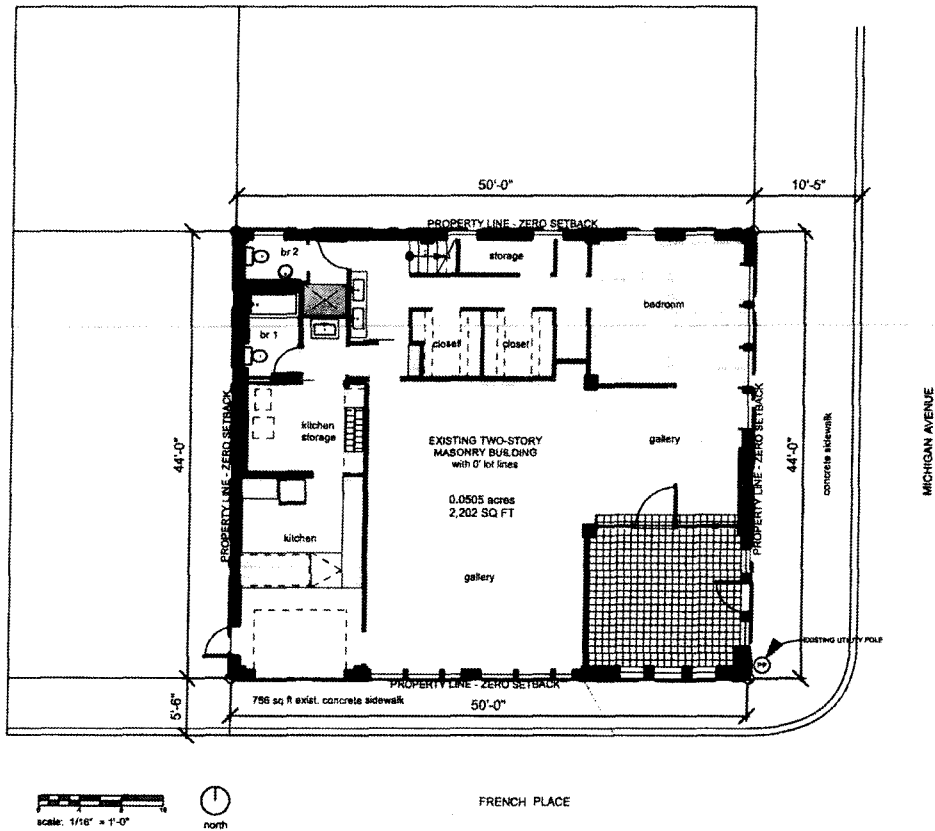 50'-0"
10'-5"
PROPERTY LINE - ZERO SETBACK
br 2
storage
bedroom
br 1
closet
closet
kitchen
storage
EXISTING TWO-STORY
MASONRY BUILDING
with 0' lot lines
0.0505 acres
2,202 SQ FT
gallery
44'-0"
PROPERTY LINE - ZERO SETBACK
PROPERTY LINE - ZERO SETBACK
44'-0"
concrete sidewalk
MICHIGAN AVENUE
kitchen
gallery
EXISTING UTILITY POLE
PP
PROPERTY LINE - ZERO SETBACK
756 sq ft exist. concrete sidewalk
50'-0"
5'-6"
scale: 1/16" = 1'-0"
north
FRENCH PLACE